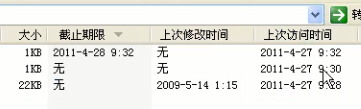 转
大小 截止期限 上次修改时间 上次访问时间
1KB 2011-4-28 9:32 无 2011-4-27 9:32
1KB 无 无 2011-4-27 9:30
22KB 无 2009-5-14 1:15 2011-4-27 9:28